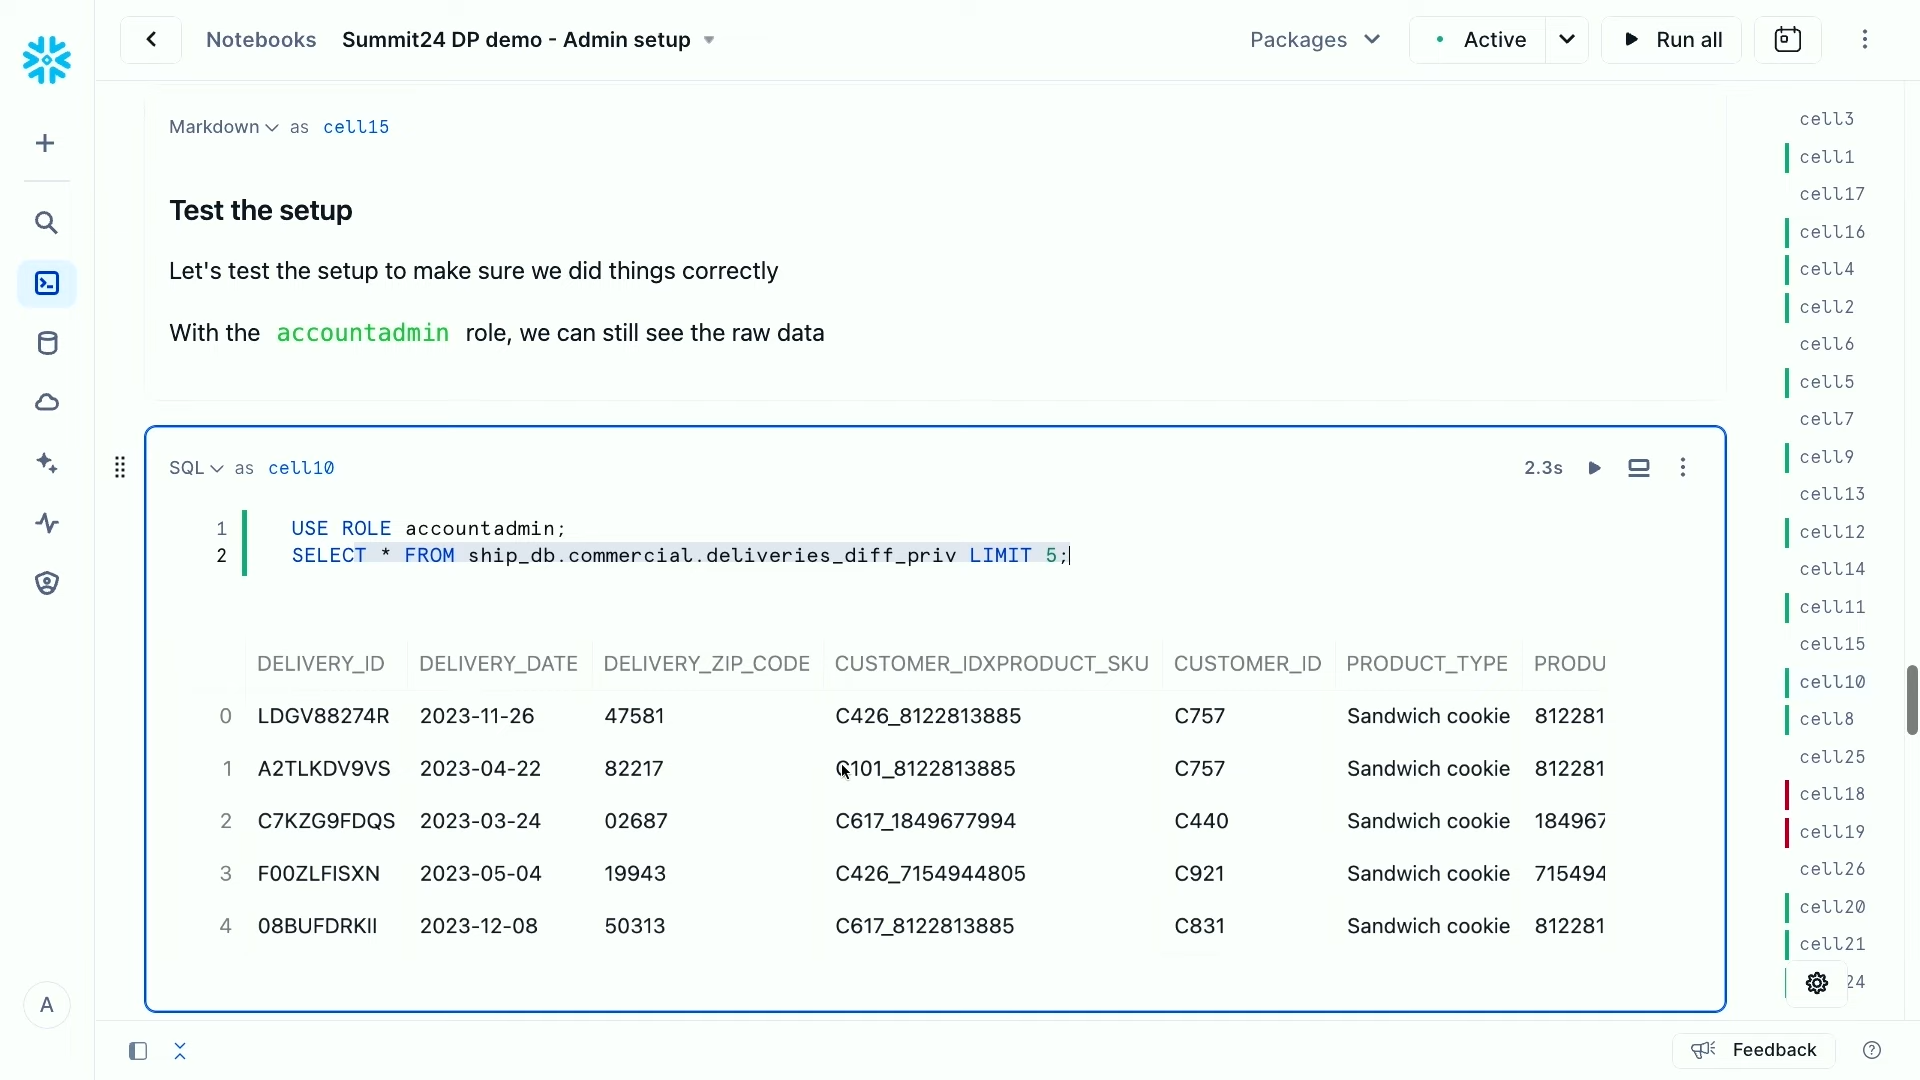 Notebooks Summit24 DP demo - Admin setup Packages Active Run all
Markdown as cell15
Test the setup
Let's test the setup to make sure we did things correctly
With the accountadmin role, we can still see the raw data
SQL as cell10 2.3s
1 USE ROLE accountadmin;
2 SELECT * FROM ship_db.commercial.deliveries_diff_priv LIMIT 5;
DELIVERY_ID DELIVERY_DATE DELIVERY_ZIP_CODE CUSTOMER_IDXPRODUCT_SKU CUSTOMER_ID PRODUCT_TYPE PRODU
0 LDGV88274R 2023-11-26 47581 C426_8122813885 C757 Sandwich cookie 812281
1 A2TLKDV9VS 2023-04-22 82217 C101_8122813885 C757 Sandwich cookie 812281
2 C7KZG9FDQS 2023-03-24 02687 C617_1849677994 C440 Sandwich cookie 184967
3 F00ZLFISXN 2023-05-04 19943 C426_7154944805 C921 Sandwich cookie 715494
4 08BUFDRKII 2023-12-08 50313 C617_8122813885 C831 Sandwich cookie 812281
cell3
cell1
cell17
cell16
cell4
cell2
cell6
cell5
cell7
cell9
cell13
cell12
cell14
cell11
cell15
cell10
cell8
cell25
cell18
cell19
cell26
cell20
cell21
24
A
Feedback